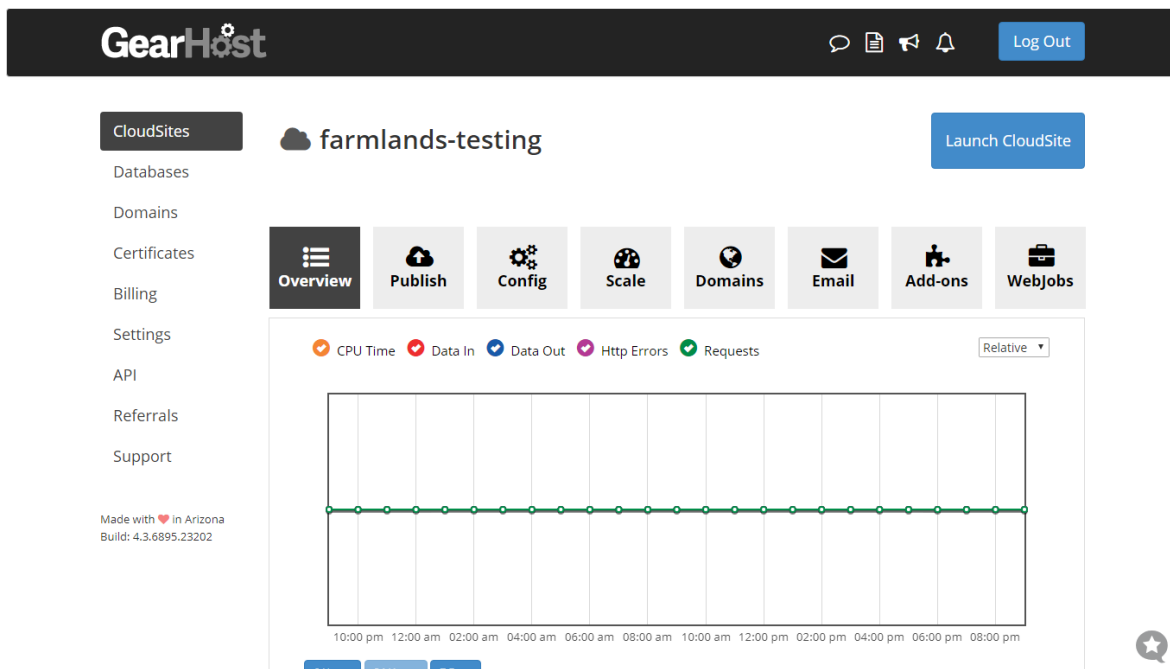 GearHost
Log Out
CloudSites
Databases
Domains
Certificates
Billing
Settings
API
Referrals
Support
Made with in Arizona
Build: 4.3.6895.23202
farmlands-testing
Launch CloudSite
Overview
Publish
Config
Scale
Domains
Email
Add-ons
WebJobs
CPU Time Data In Data Out Http Errors Requests
Relative
10:00 pm 12:00 am 02:00 am 04:00 am 06:00 am 08:00 am 10:00 am 12:00 pm 02:00 pm 04:00 pm 06:00 pm 08:00 pm